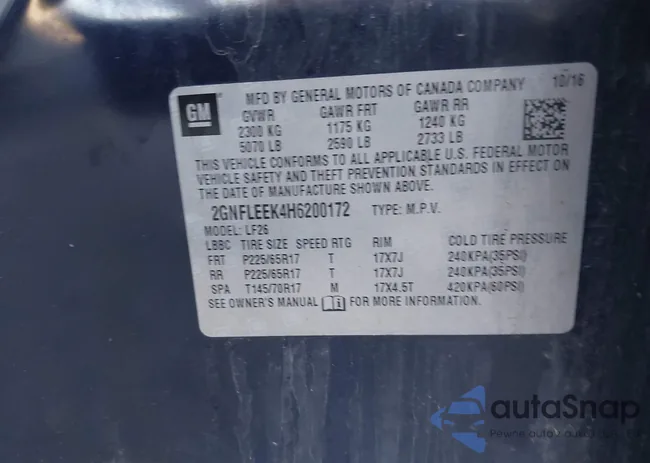 GM
MFD BY GENERAL MOTORS OF CANADA COMPANY 10/16
GVWR GAWR FRT GAWR RR
2300 KG 1175 KG 1240 KG
5070 LB 2590 LB 2733 LB
THIS VEHICLE CONFORMS TO ALL APPLICABLE U.S. FEDERAL MOTOR
VEHICLE SAFETY AND THEFT PREVENTION STANDARDS IN EFFECT ON
THE DATE OF MANUFACTURE SHOWN ABOVE.
2GNFLEEK4H6200172 TYPE: M.P.V.
MODEL: LF26
LBBC TIRE SIZE SPEED RTG RIM COLD TIRE PRESSURE
FRT P225/65R17 T 17X7J 240KPA(35PSI)
RR P225/65R17 T 17X7J 240KPA(35PSI)
SPA T145/70R17 M 17X4.5T 420KPA(60PSI)
SEE OWNER'S MANUAL FOR MORE INFORMATION.
autaSnap
Pewne auto z